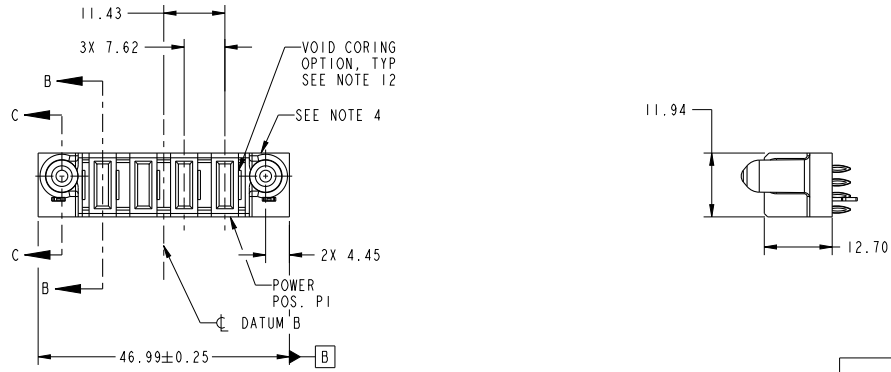 11.43
3X 7.62
VOID CORING
OPTION, TYP
SEE NOTE 12
B
C
SEE NOTE 4
11.94
C
B
2X 4.45
12.70
POWER
POS. P1
℄ DATUM B
46.99±0.25
B